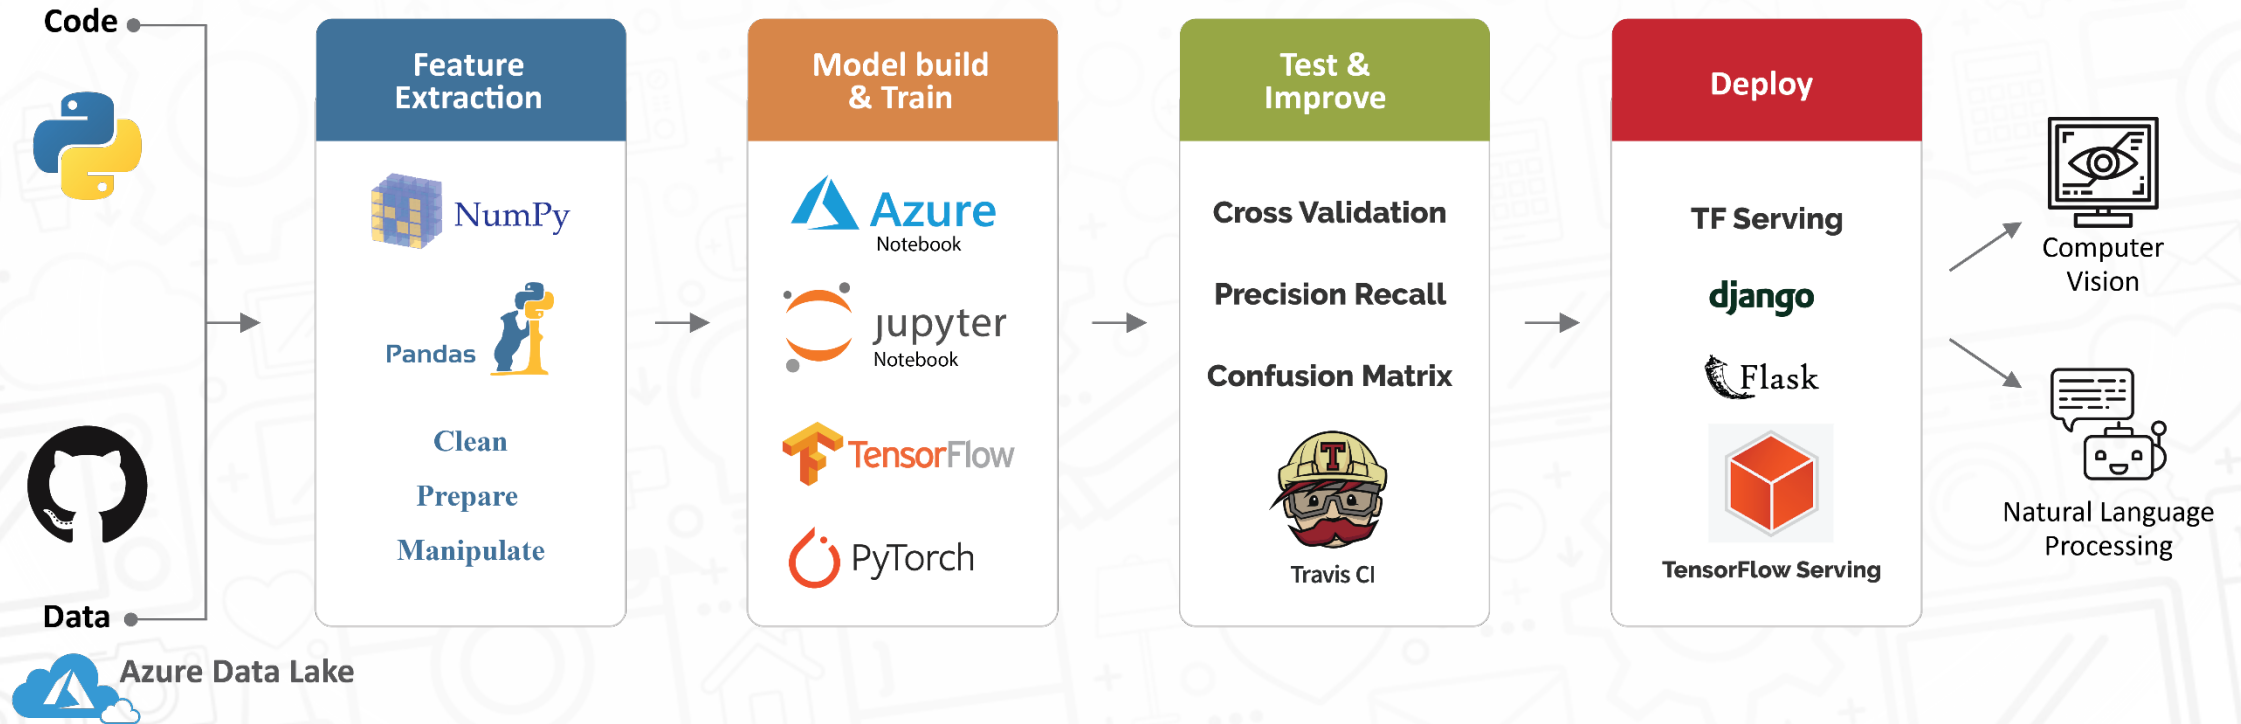 Code
Data
Azure Data Lake
Feature
Extraction
NumPy
Pandas
Clean
Prepare
Manipulate
Model build
& Train
Azure
Notebook
jupyter
Notebook
TensorFlow
PyTorch
Test &
Improve
Cross Validation
Precision Recall
Confusion Matrix
T
Travis CI
Deploy
TF Serving
django
Flask
TensorFlow Serving
Computer
Vision
Natural Language
Processing